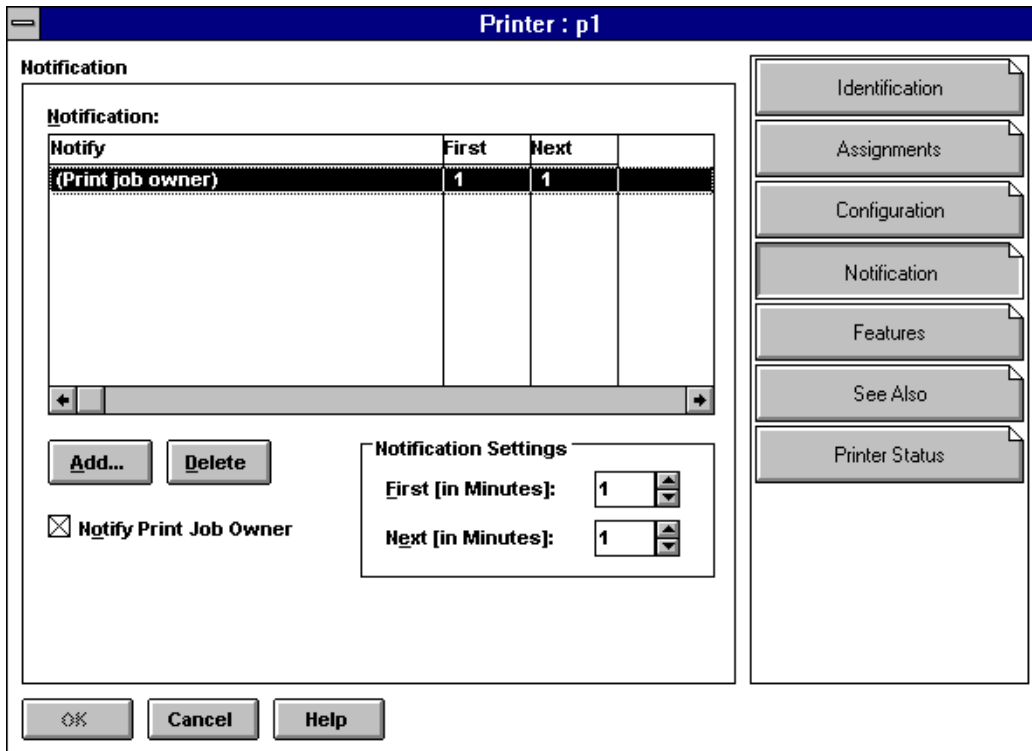 Printer : p1
Notification
Notification:
Notify First Next
(Print job owner) 1 1
Add... Delete
Notify Print Job Owner
Notification Settings
First [in Minutes]: 1
Next [in Minutes]: 1
OK Cancel Help
Identification
Assignments
Configuration
Notification
Features
See Also
Printer Status